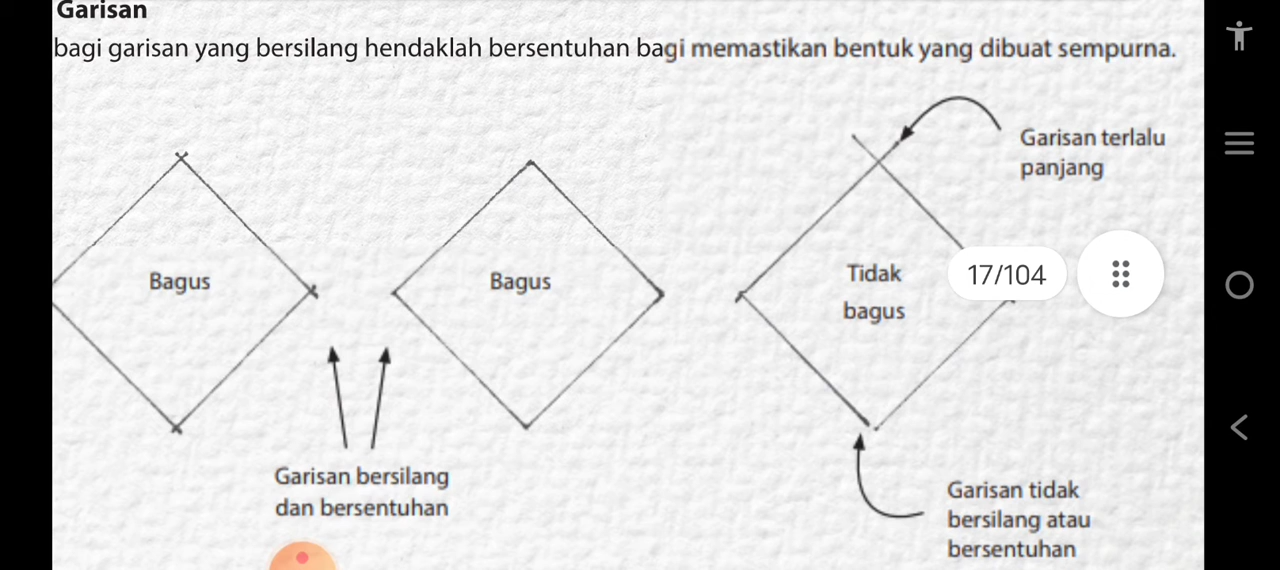 Garisan
bagi garisan yang bersilang hendaklah bersentuhan bagi memastikan bentuk yang dibuat sempurna.
Garisan terlalu
panjang
Bagus
Bagus
Tidak
bagus
17/104
Garisan bersilang
dan bersentuhan
Garisan tidak
bersilang atau
bersentuhan